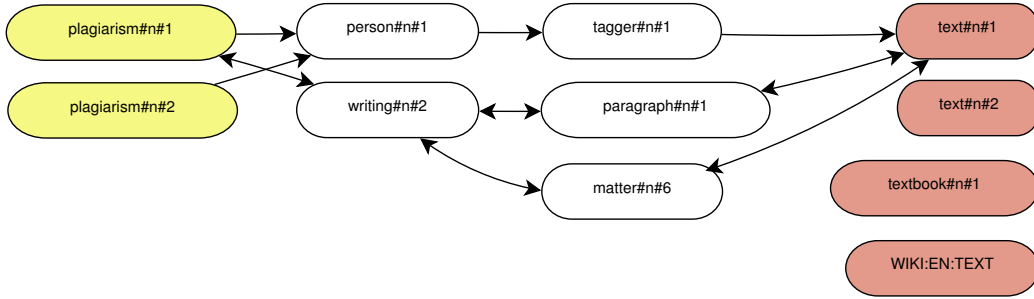 plagiarism#n#1
person#n#1
tagger#n#1
text#n#1
plagiarism#n#2
writing#n#2
paragraph#n#1
text#n#2
matter#n#6
textbook#n#1
WIKI:EN:TEXT